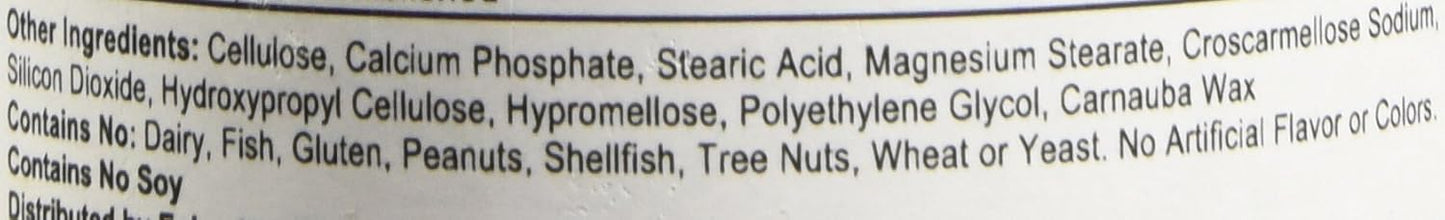 Other Ingredients: Cellulose, Calcium Phosphate, Stearic Acid, Magnesium Stearate, Croscarmellose Sodium,
Silicon Dioxide, Hydroxypropyl Cellulose, Hypromellose, Polyethylene Glycol, Carnauba Wax
Contains No: Dairy, Fish, Gluten, Peanuts, Shellfish, Tree Nuts, Wheat or Yeast. No Artificial Flavor or Colors.
Contains No Soy
Distributed by